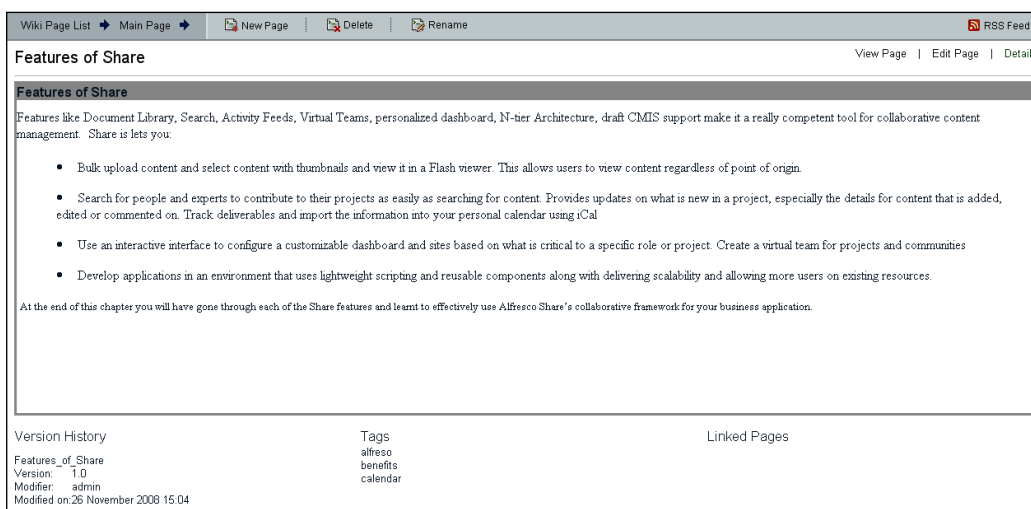 Wiki Page List Main Page New Page Delete Rename RSS Feed
Features of Share View Page | Edit Page | Detail
Features of Share
Features like Document Library, Search, Activity Feeds, Virtual Teams, personalized dashboard, N-tier Architecture, draft CMIS support make it a really competent tool for collaborative content
management. Share is lets you:
• Bulk upload content and select content with thumbnails and view it in a Flash viewer. This allows users to view content regardless of point of origin.
• Search for people and experts to contribute to their projects as easily as searching for content. Provides updates on what is new in a project, especially the details for content that is added,
edited or commented on. Track deliverables and import the information into your personal calendar using iCal
• Use an interactive interface to configure a customizable dashboard and sites based on what is critical to a specific role or project. Create a virtual team for projects and communities
• Develop applications in an environment that uses lightweight scripting and reusable components along with delivering scalability and allowing more users on existing resources.
At the end of this chapter you will have gone through each of the Share features and learnt to effectively use Alfresco Share's collaborative framework for your business application.
Version History
Features_of_Share
Version: 1.0
Modifier: admin
Modified on:26 November 2008 15:04
Tags
alfreso
benefits
calendar
Linked Pages